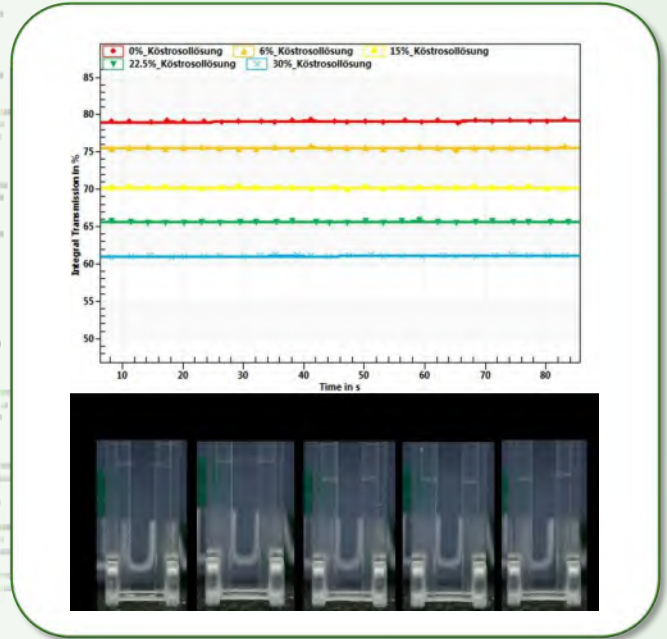 0%_Köstrosollösung 6%_Köstrosollösung 15%_Köstrosollösung
22.5%_Köstrosollösung 30%_Köstrosollösung
Integral Transmission in %
85
80
75
70
65
60
55
50
10 20 30 40 50 60 70 80
Time in s